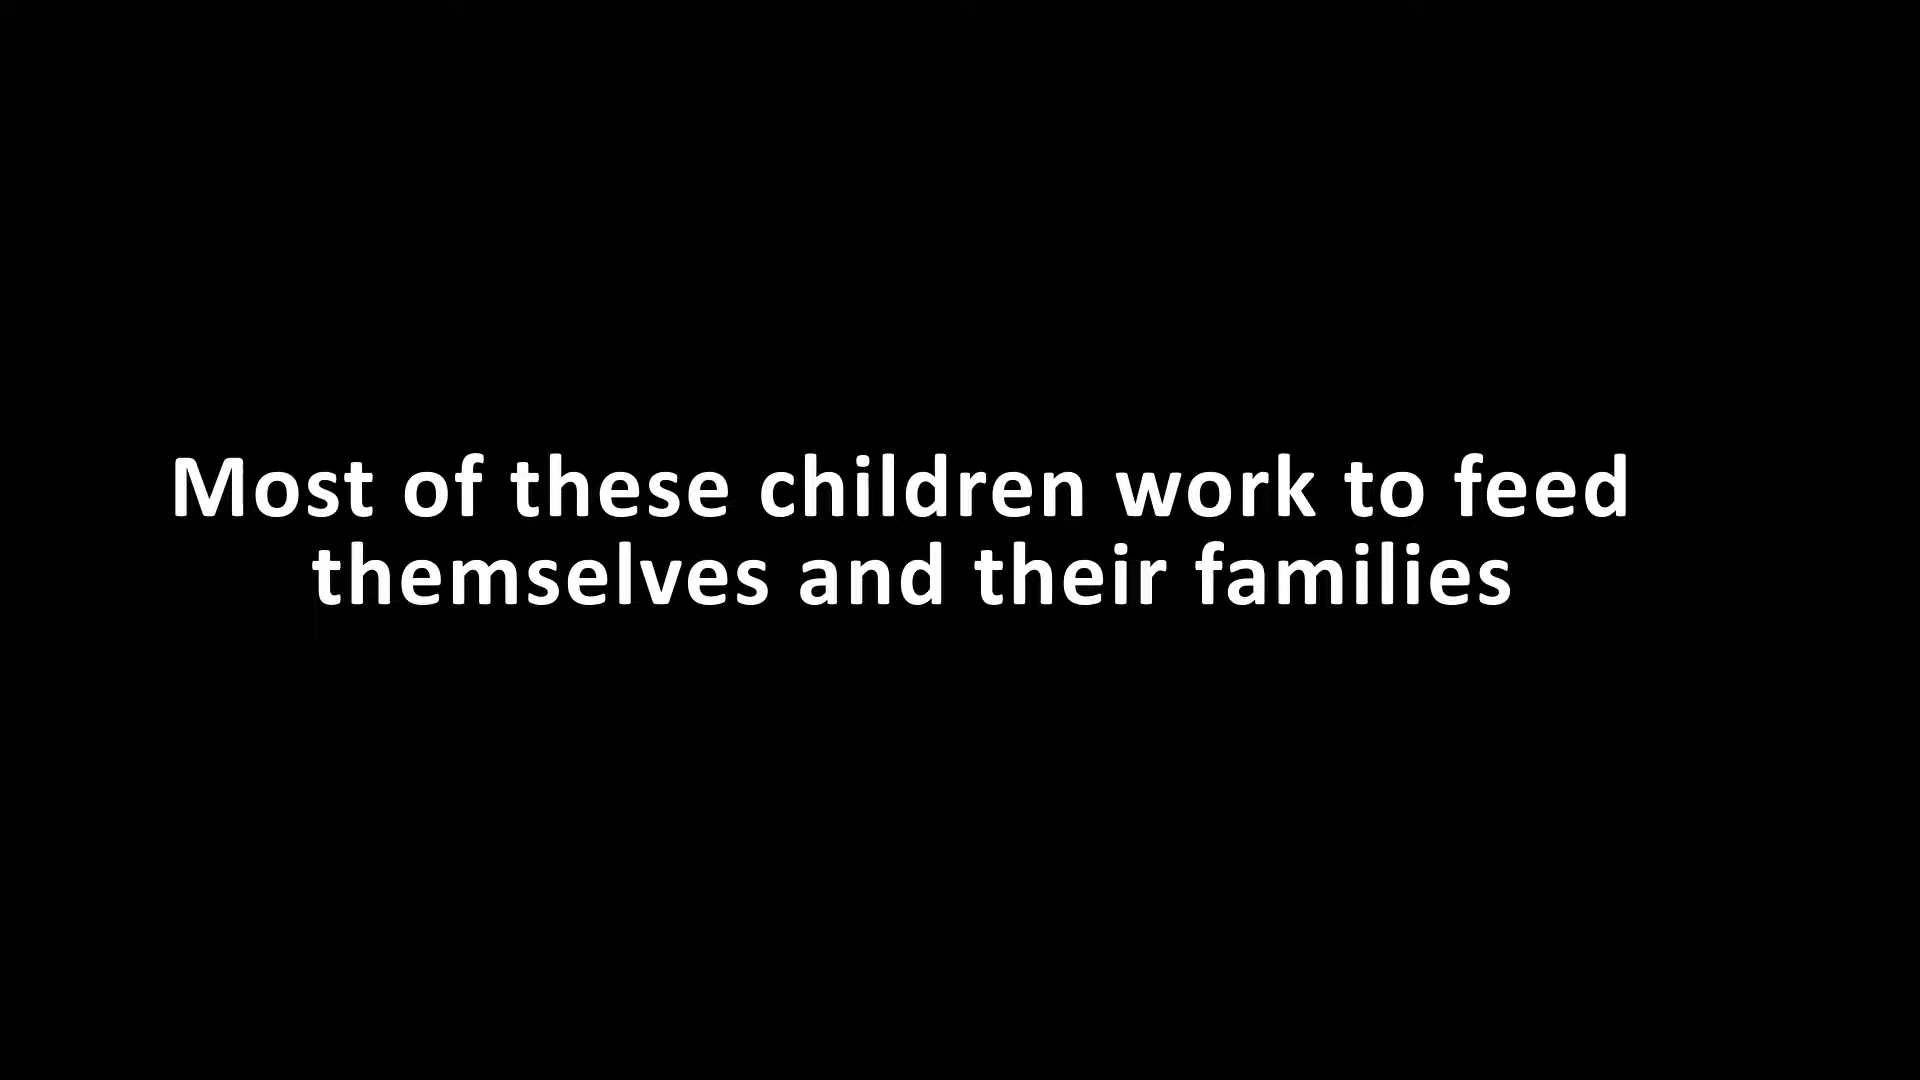 Most of these children work to feed
themselves and their families